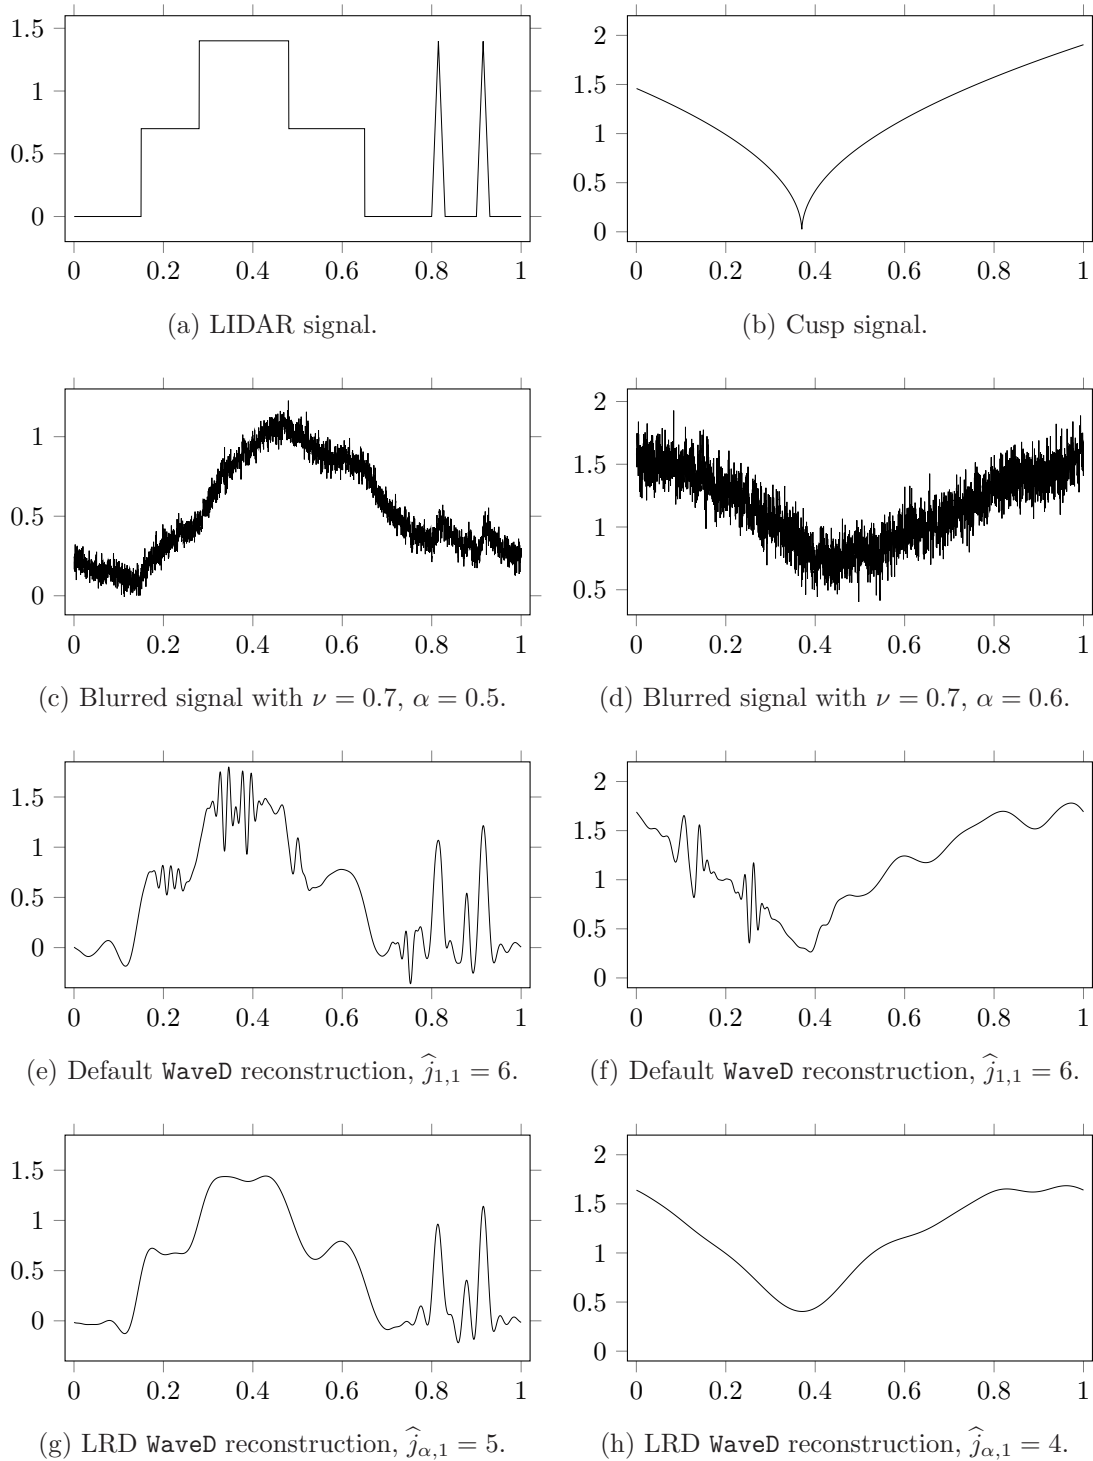 1.5
1
0.5
0
0 0.2 0.4 0.6 0.8 1
(a) LIDAR signal.
2
1.5
1
0.5
0
0 0.2 0.4 0.6 0.8 1
(b) Cusp signal.
1
0.5
0
0 0.2 0.4 0.6 0.8 1
(c) Blurred signal with ν = 0.7, α = 0.5.
2
1.5
1
0.5
0 0.2 0.4 0.6 0.8 1
(d) Blurred signal with ν = 0.7, α = 0.6.
1.5
1
0.5
0
0 0.2 0.4 0.6 0.8 1
(e) Default WaveD reconstruction, $\widehat{j}_{1,1}$ = 6.
2
1.5
1
0.5
0
0 0.2 0.4 0.6 0.8 1
(f) Default WaveD reconstruction, $\widehat{j}_{1,1}$ = 6.
1.5
1
0.5
0
0 0.2 0.4 0.6 0.8 1
(g) LRD WaveD reconstruction, $\widehat{j}_{α,1}$ = 5.
2
1.5
1
0.5
0
0 0.2 0.4 0.6 0.8 1
(h) LRD WaveD reconstruction, $\widehat{j}_{α,1}$ = 4.